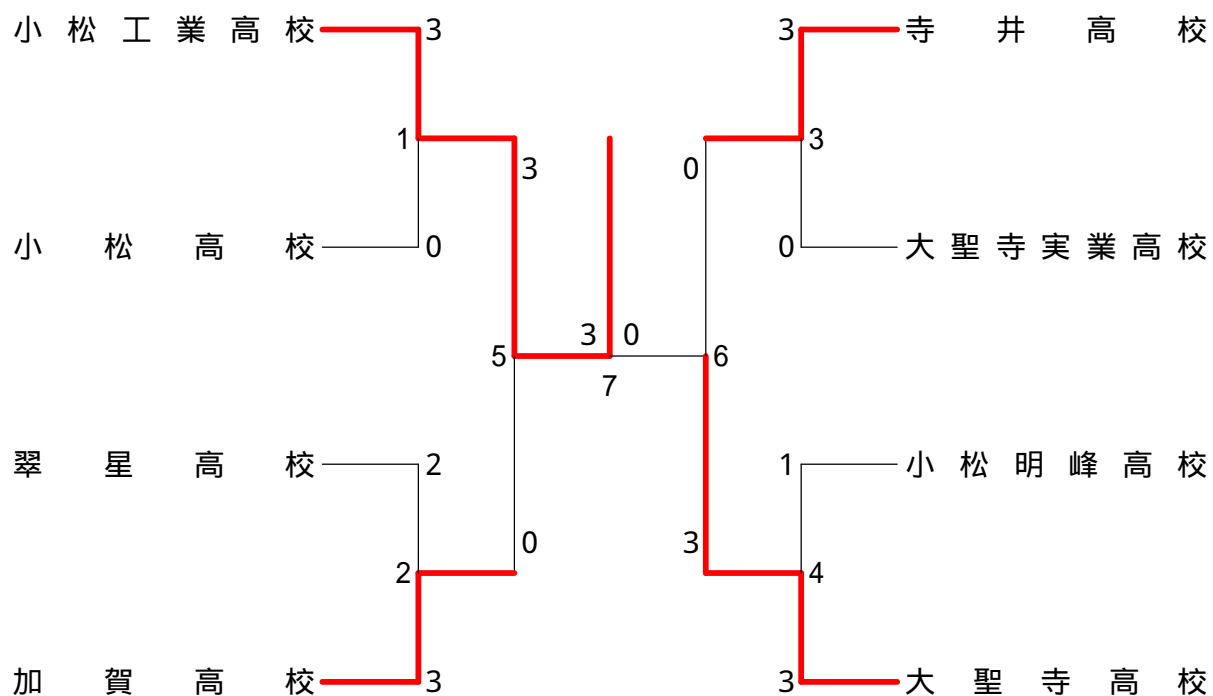 小松工業高校 3 3 寺井高校
1 3
3 0
小松高校 0 0 大聖寺実業高校
3 0
5 6
7
翠星高校 2 1 小松明峰高校
0 3
2 4
加賀高校 3 3 大聖寺高校